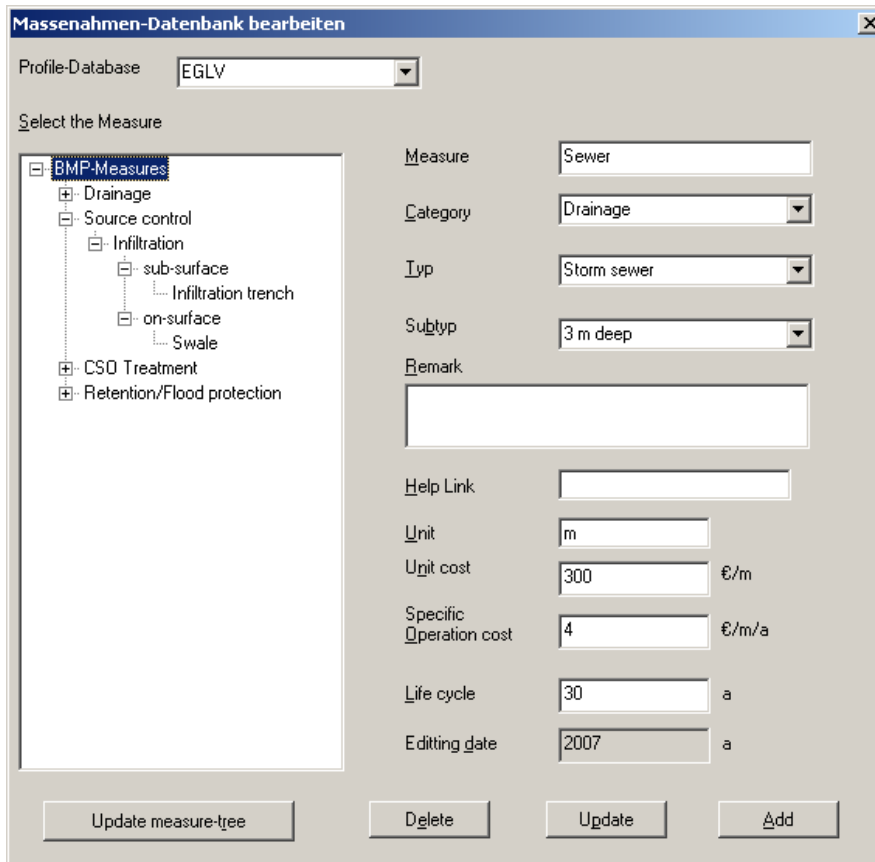 Massenahmen-Datenbank bearbeiten
Profile-Database EGLV
Select the Measure
BMP-Measures
Drainage
Source control
Infiltration
sub-surface
Infiltration trench
on-surface
Swale
CSO Treatment
Retention/Flood protection
Measure Sewer
Category Drainage
Typ Storm sewer
Subtyp 3 m deep
Remark
Help Link
Unit m
Unit cost 300 €/m
Specific
Operation cost 4 €/m/a
Life cycle 30 a
Editting date 2007 a
Update measure-tree Delete Update Add